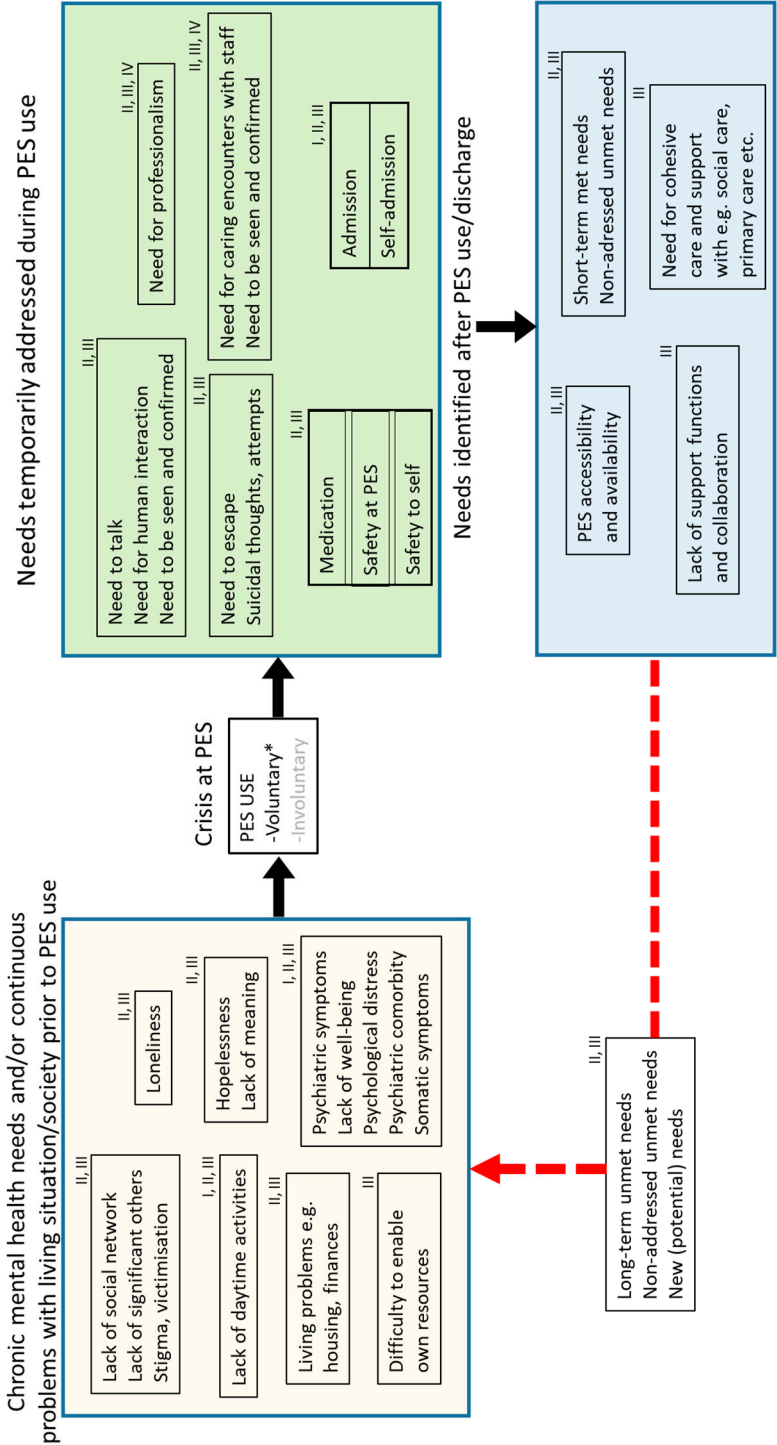 Chronic mental health needs and/or continuous
problems with living situation/society prior to PES use
II, III
Lack of social network
Lack of significant others
Stigma, victimisation
II, III
Loneliness
I, II, III
Lack of daytime activities
II, III
Hopelessness
Lack of meaning
II, III
Living problems e.g.
housing, finances
I, II, III
Psychiatric symptoms
Lack of well-being
Psychological distress
Psychiatric comorbity
Somatic symptoms
III
Difficulty to enable
own resources
Crisis at PES
PES USE
-Voluntary*
-Involuntary
Needs temporarily addressed during PES use
II, III
Need to talk
Need for human interaction
Need to be seen and confirmed
II, III, IV
Need for professionalism
II, III
Need to escape
Suicidal thoughts, attempts
II, III, IV
Need for caring encounters with staff
Need to be seen and confirmed
II, III
Medication
Safety at PES
Safety to self
I, II, III
Admission
Self-admission
Needs identified after PES use/discharge
II, III
PES accessibility
and availability
II, III
Short-term met needs
Non-adressed unmet needs
III
Lack of support functions
and collaboration
III
Need for cohesive
care and support
with e.g. social care,
primary care etc.
II, III
Long-term unmet needs
Non-addressed unmet needs
New (potential) needs